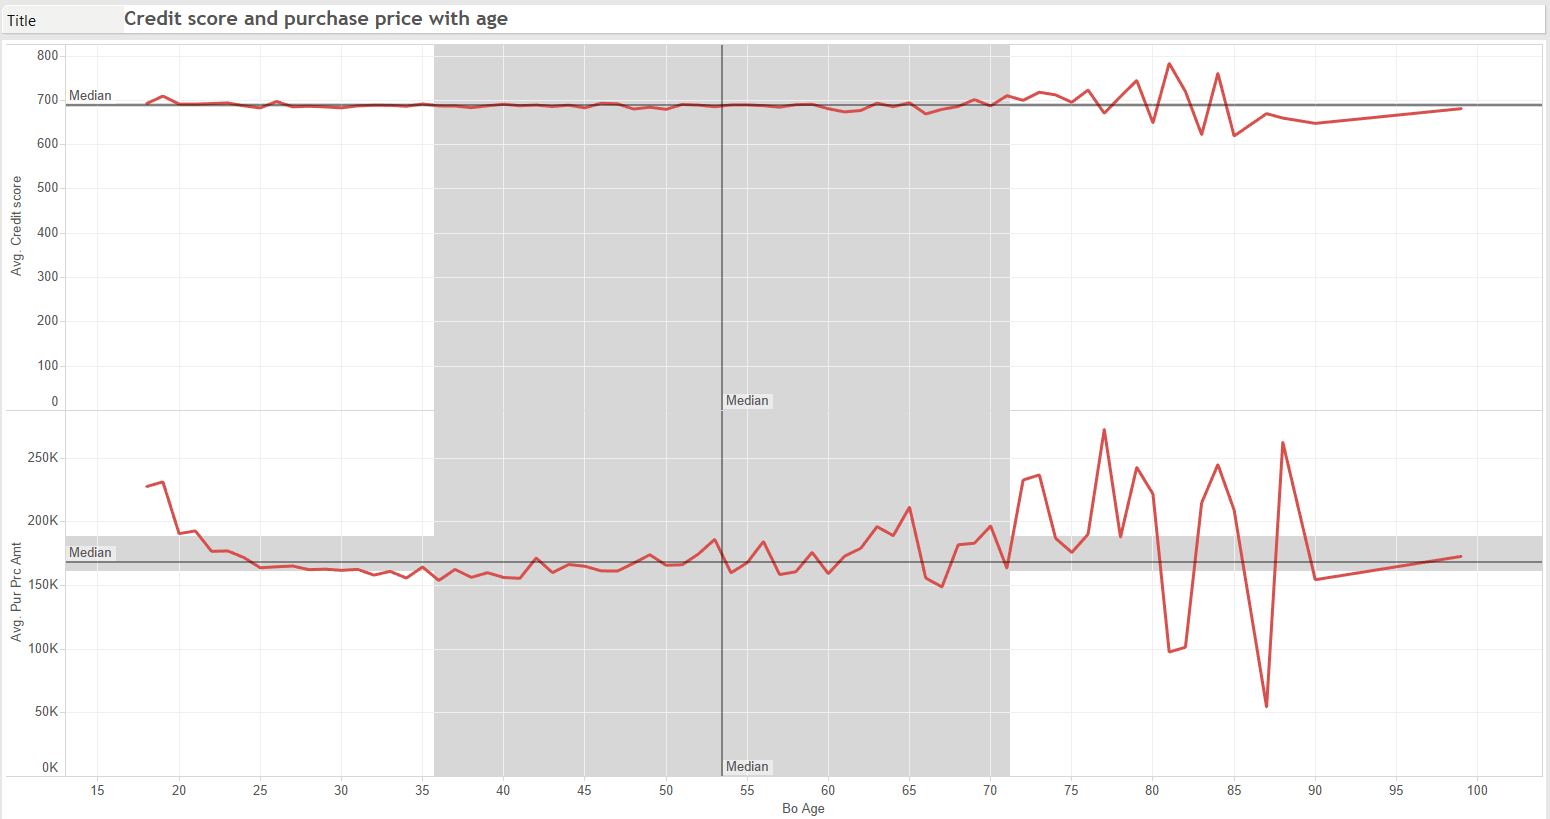 Title
Credit score and purchase price with age
Avg. Credit score
800
700
600
500
400
300
200
100
0
Median
Median
Avg. Pur Prc Amt
250K
200K
150K
100K
50K
0K
Median
Median
15 20 25 30 35 40 45 50 55 60 65 70 75 80 85 90 95 100
Bo Age